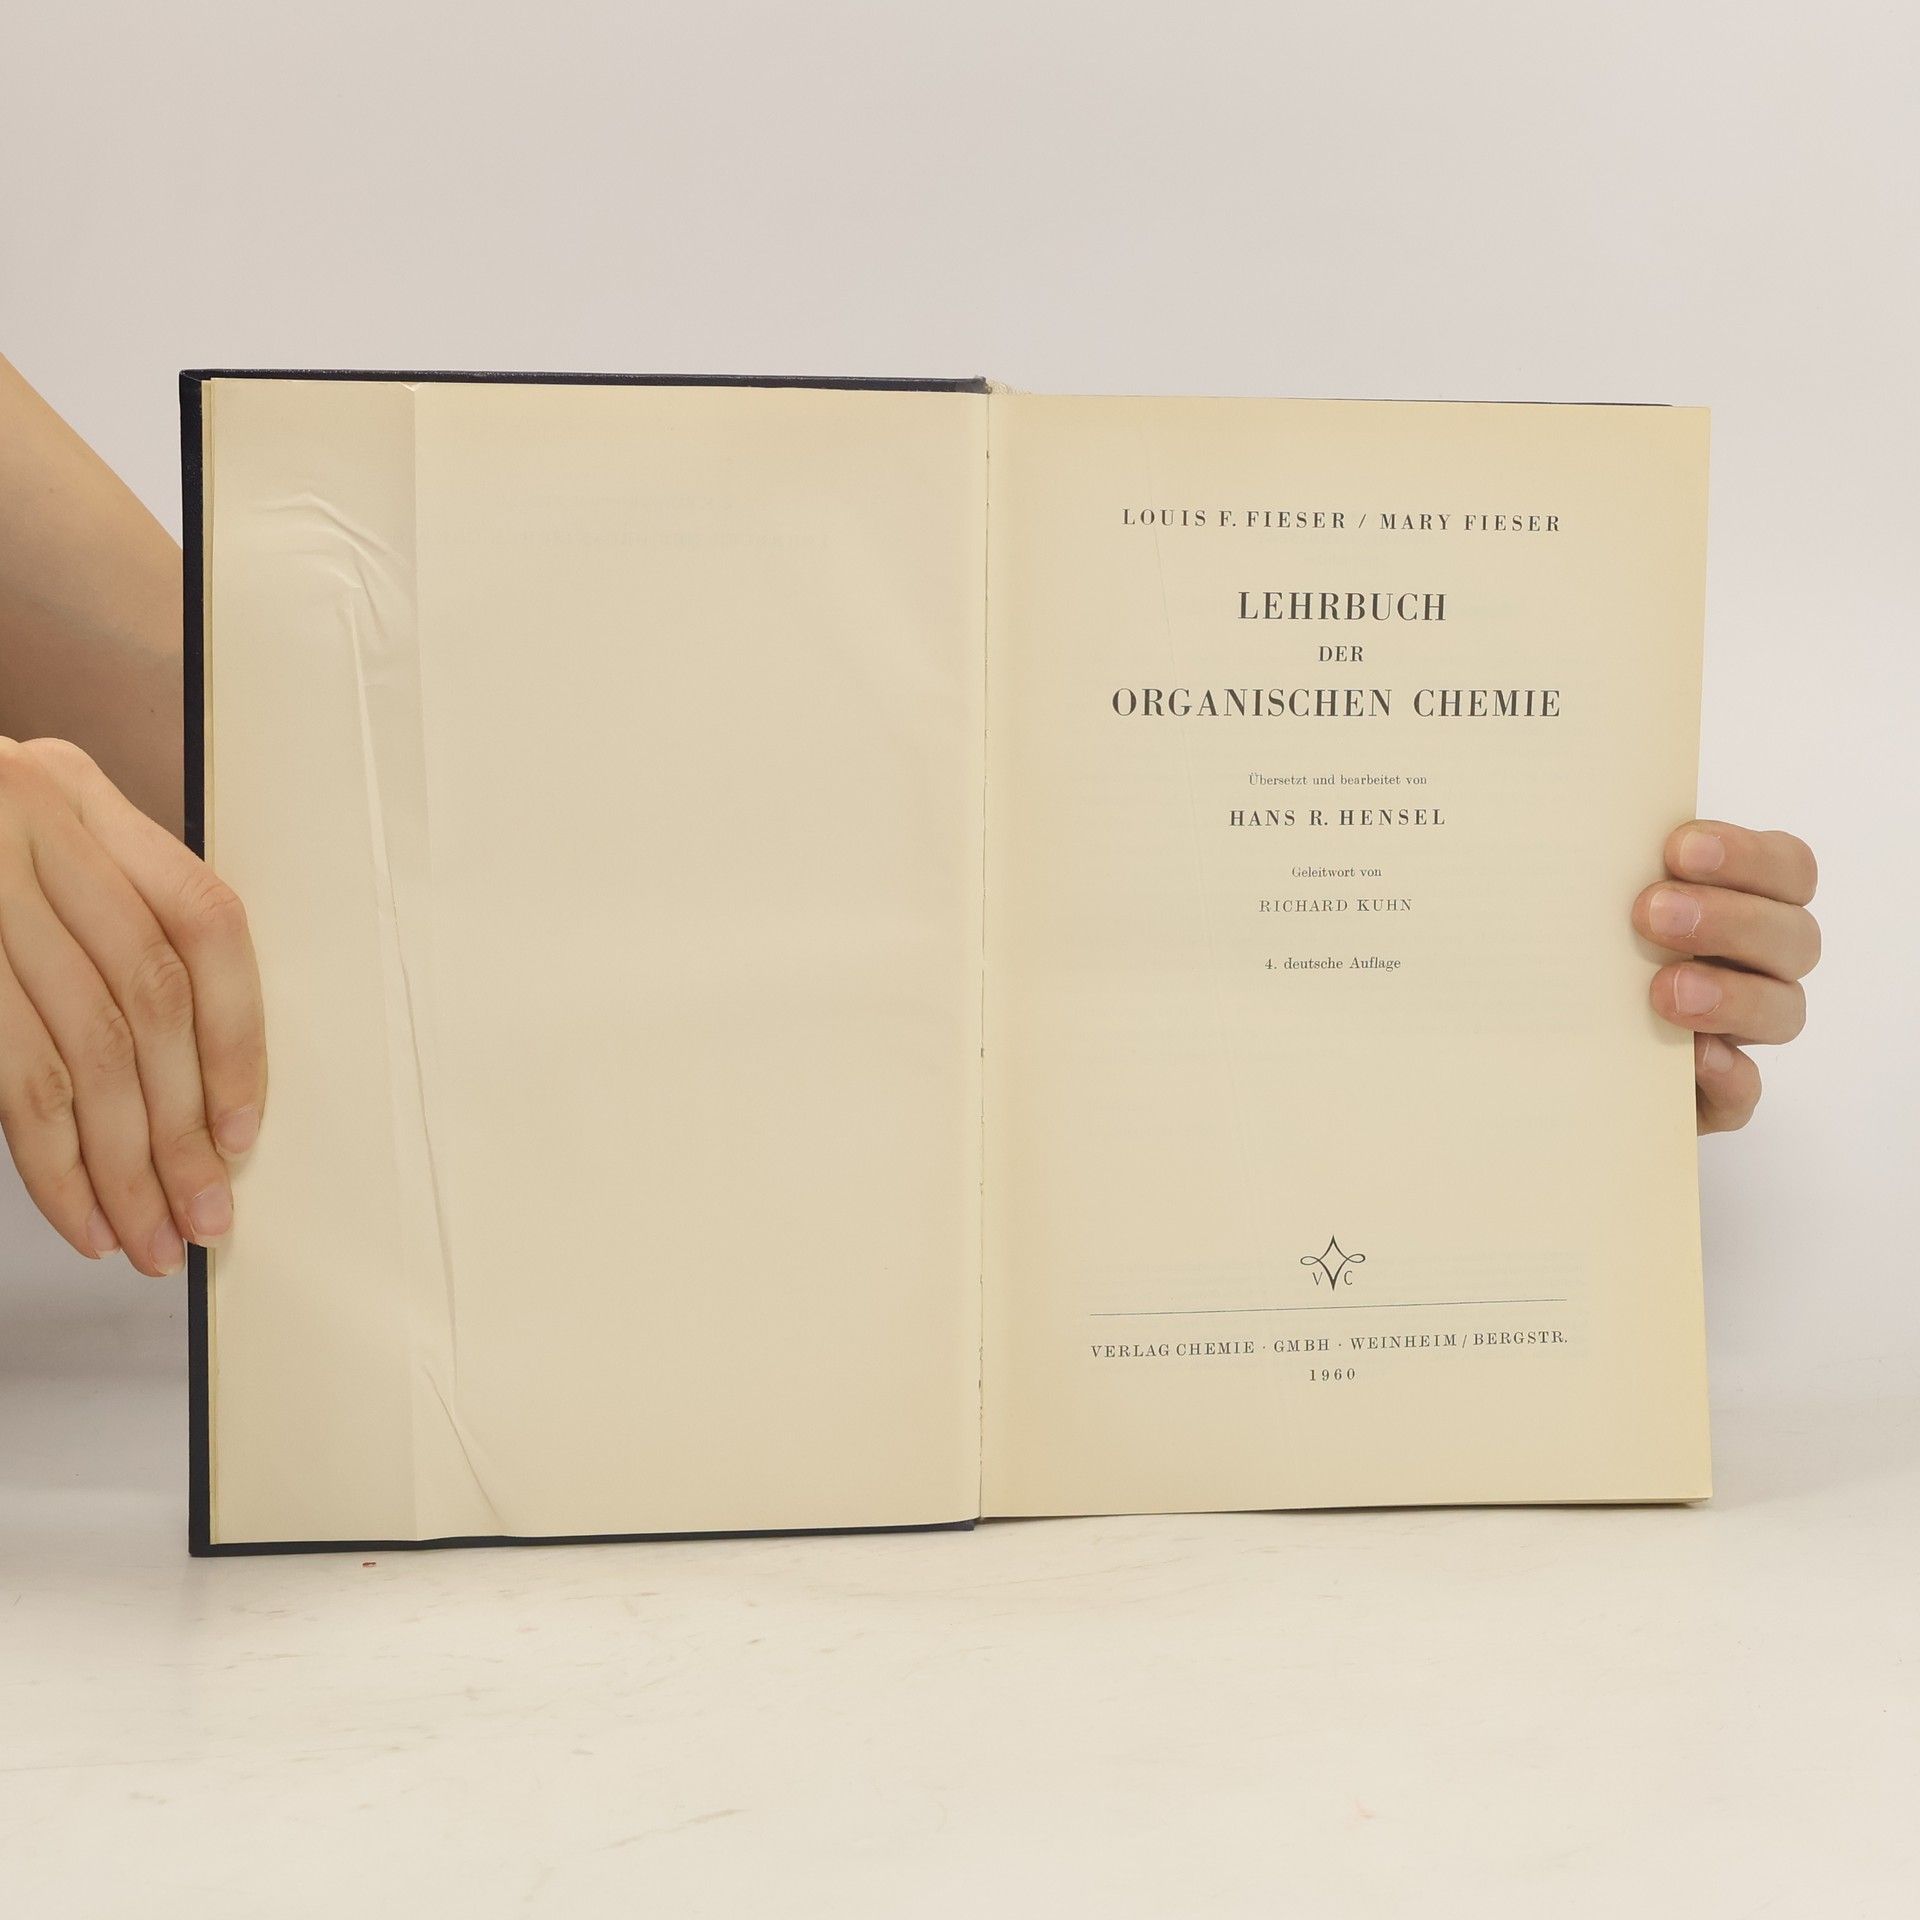 LOUIS F. FIESER / MARY FIESER
LEHRBUCH
DER
ORGANISCHEN CHEMIE
Übersetzt und bearbeitet von
HANS R. HENSEL
Geleitwort von
RICHARD KUHN
4. deutsche Auflage
V C
VERLAG CHEMIE · GMBH · WEINHEIM / BERGSTR.
1960